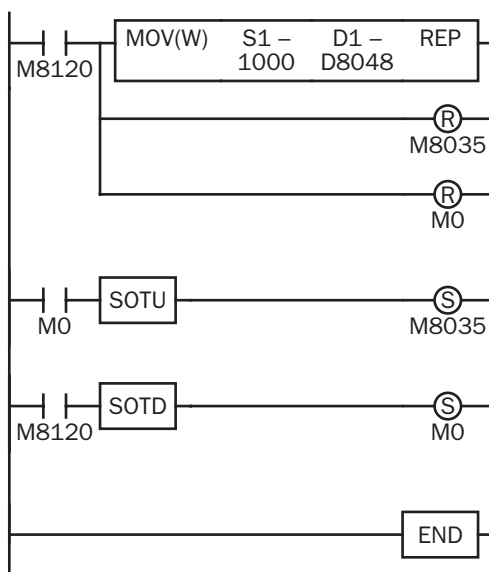 MOV(W) S1 – D1 – REP
1000 D8048
M8120
R
M8035
R
M0
SOTU S
M0 M8035
SOTD S
M8120 M0
END